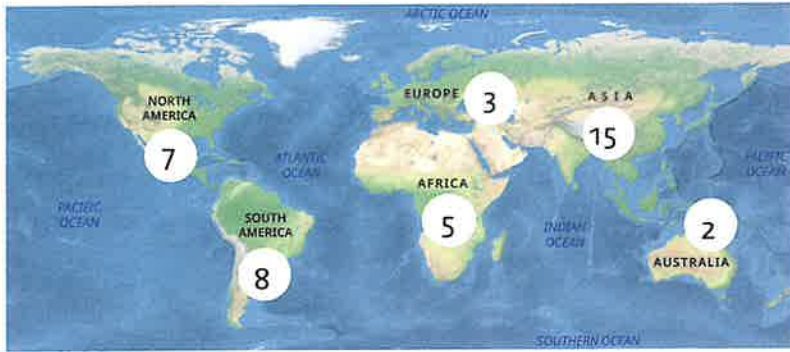 ARCTIC OCEAN
EUROPE
3
ASIA
NORTH
AMERICA
7
15
ATLANTIC
OCEAN
PACIFIC
OCEAN
AFRICA
5
PACIFIC
OCEAN
SOUTH
AMERICA
8
INDIAN
OCEAN
2
AUSTRALIA
SOUTHERN OCEAN